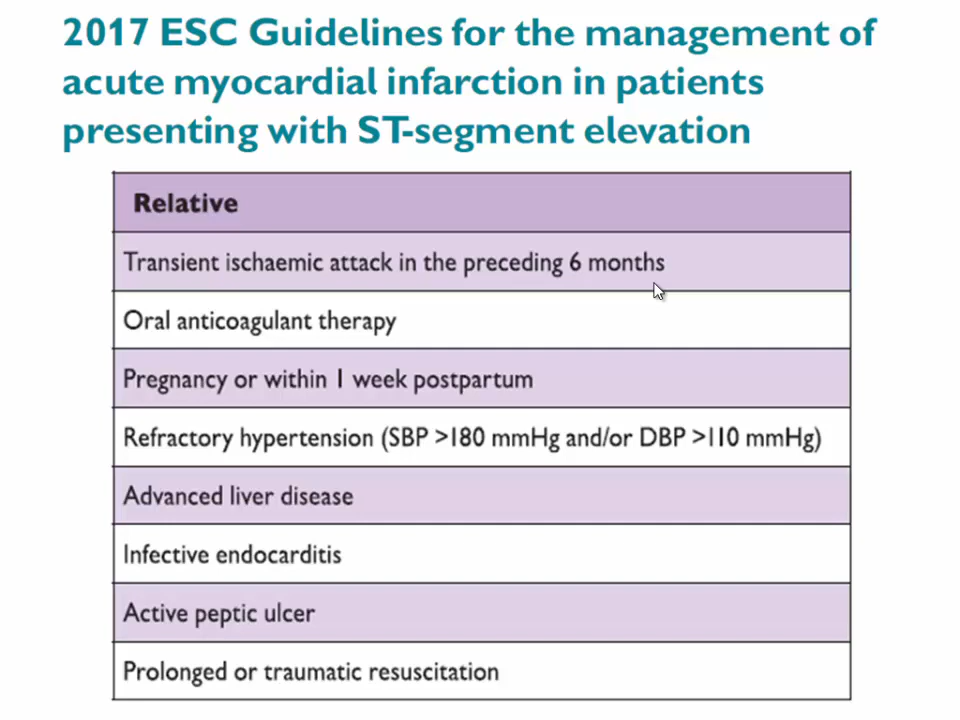 2017 ESC Guidelines for the management of
acute myocardial infarction in patients
presenting with ST-segment elevation
Relative
Transient ischaemic attack in the preceding 6 months
Oral anticoagulant therapy
Pregnancy or within 1 week postpartum
Refractory hypertension (SBP >180 mmHg and/or DBP >110 mmHg)
Advanced liver disease
Infective endocarditis
Active peptic ulcer
Prolonged or traumatic resuscitation